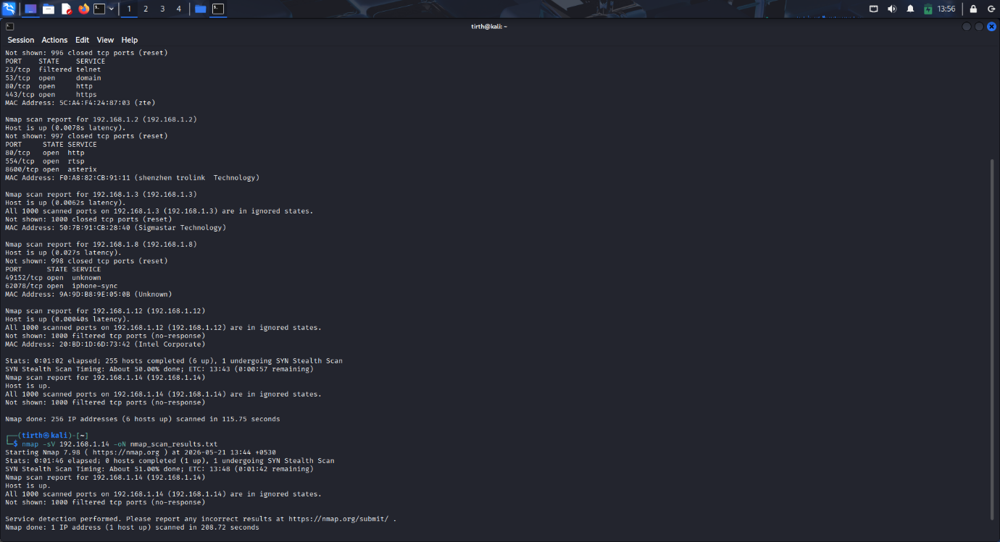 1 2 3 4 13:56
tirth@kali: ~
Session Actions Edit View Help
Not shown: 996 closed tcp ports (reset)
PORT    STATE    SERVICE
23/tcp  filtered telnet
53/tcp  open     domain
80/tcp  open     http
443/tcp open     https
MAC Address: 5C:A4:F4:24:87:03 (zte)

Nmap scan report for 192.168.1.2 (192.168.1.2)
Host is up (0.0078s latency).
Not shown: 997 closed tcp ports (reset)
PORT     STATE SERVICE
80/tcp   open  http
554/tcp  open  rtsp
8600/tcp open  asterix
MAC Address: F0:A8:82:CB:91:11 (shenzhen trolink  Technology)

Nmap scan report for 192.168.1.3 (192.168.1.3)
Host is up (0.0062s latency).
All 1000 scanned ports on 192.168.1.3 (192.168.1.3) are in ignored states.
Not shown: 1000 closed tcp ports (reset)
MAC Address: 50:7B:91:CB:28:40 (Sigmastar Technology)

Nmap scan report for 192.168.1.8 (192.168.1.8)
Host is up (0.027s latency).
Not shown: 998 closed tcp ports (reset)
PORT      STATE SERVICE
49152/tcp open  unknown
62078/tcp open  iphone-sync
MAC Address: 9A:9D:B8:9E:05:0B (Unknown)

Nmap scan report for 192.168.1.12 (192.168.1.12)
Host is up (0.00040s latency).
All 1000 scanned ports on 192.168.1.12 (192.168.1.12) are in ignored states.
Not shown: 1000 filtered tcp ports (no-response)
MAC Address: 20:BD:1D:6D:73:42 (Intel Corporate)

Stats: 0:01:02 elapsed; 255 hosts completed (6 up), 1 undergoing SYN Stealth Scan
SYN Stealth Scan Timing: About 50.00% done; ETC: 13:43 (0:00:57 remaining)
Nmap scan report for 192.168.1.14 (192.168.1.14)
Host is up.
All 1000 scanned ports on 192.168.1.14 (192.168.1.14) are in ignored states.
Not shown: 1000 filtered tcp ports (no-response)

Nmap done: 256 IP addresses (6 hosts up) scanned in 115.75 seconds

┌──(tirth㉿kali)-[~]
└─$ nmap -sV 192.168.1.14 -oN nmap_scan_results.txt
Starting Nmap 7.98 ( https://nmap.org ) at 2026-05-21 13:44 +0530
Stats: 0:01:46 elapsed; 0 hosts completed (1 up), 1 undergoing SYN Stealth Scan
SYN Stealth Scan Timing: About 51.00% done; ETC: 13:48 (0:01:42 remaining)
Nmap scan report for 192.168.1.14 (192.168.1.14)
Host is up.
All 1000 scanned ports on 192.168.1.14 (192.168.1.14) are in ignored states.
Not shown: 1000 filtered tcp ports (no-response)

Service detection performed. Please report any incorrect results at https://nmap.org/submit/ .
Nmap done: 1 IP address (1 host up) scanned in 208.72 seconds